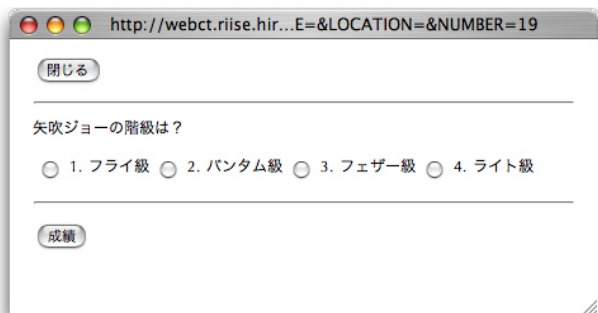 http://webct.riise.hir...E=&LOCATION=&NUMBER=19
閉じる
矢吹ジョーの階級は？
1. フライ級 2. バンタム級 3. フェザー級 4. ライト級
成績